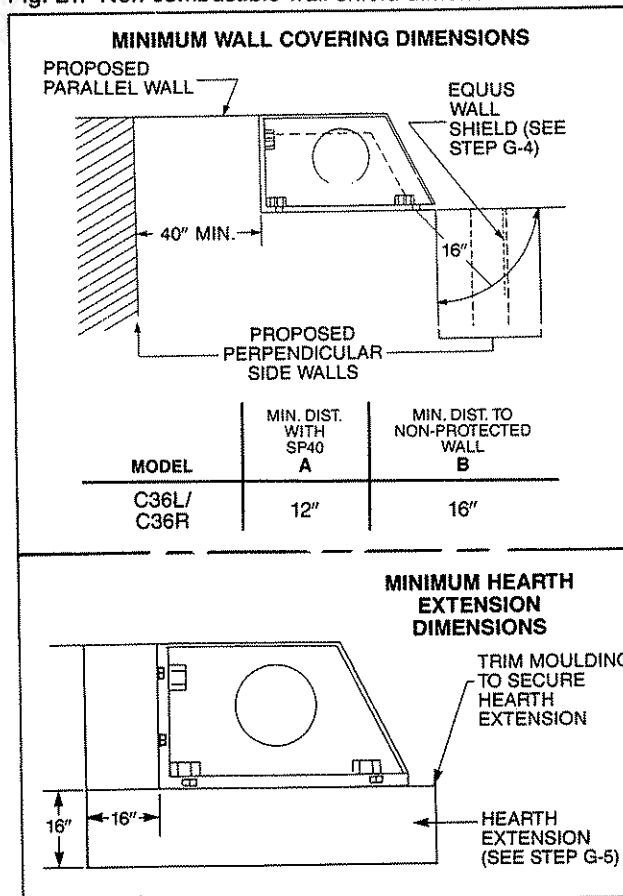 MINIMUM WALL COVERING DIMENSIONS
PROPOSED
PARALLEL WALL
EQUUS
WALL
SHIELD (SEE
STEP G-4)
40" MIN.
16"
PROPOSED
PERPENDICULAR
SIDE WALLS
MODEL
MIN. DIST.
WITH
SP40
A
MIN. DIST. TO
NON-PROTECTED
WALL
B
C36L/
C36R
12"
16"
MINIMUM HEARTH
EXTENSION
DIMENSIONS
TRIM MOULDING
TO SECURE
HEARTH
EXTENSION
16"
16"
HEARTH
EXTENSION
(SEE STEP G-5)